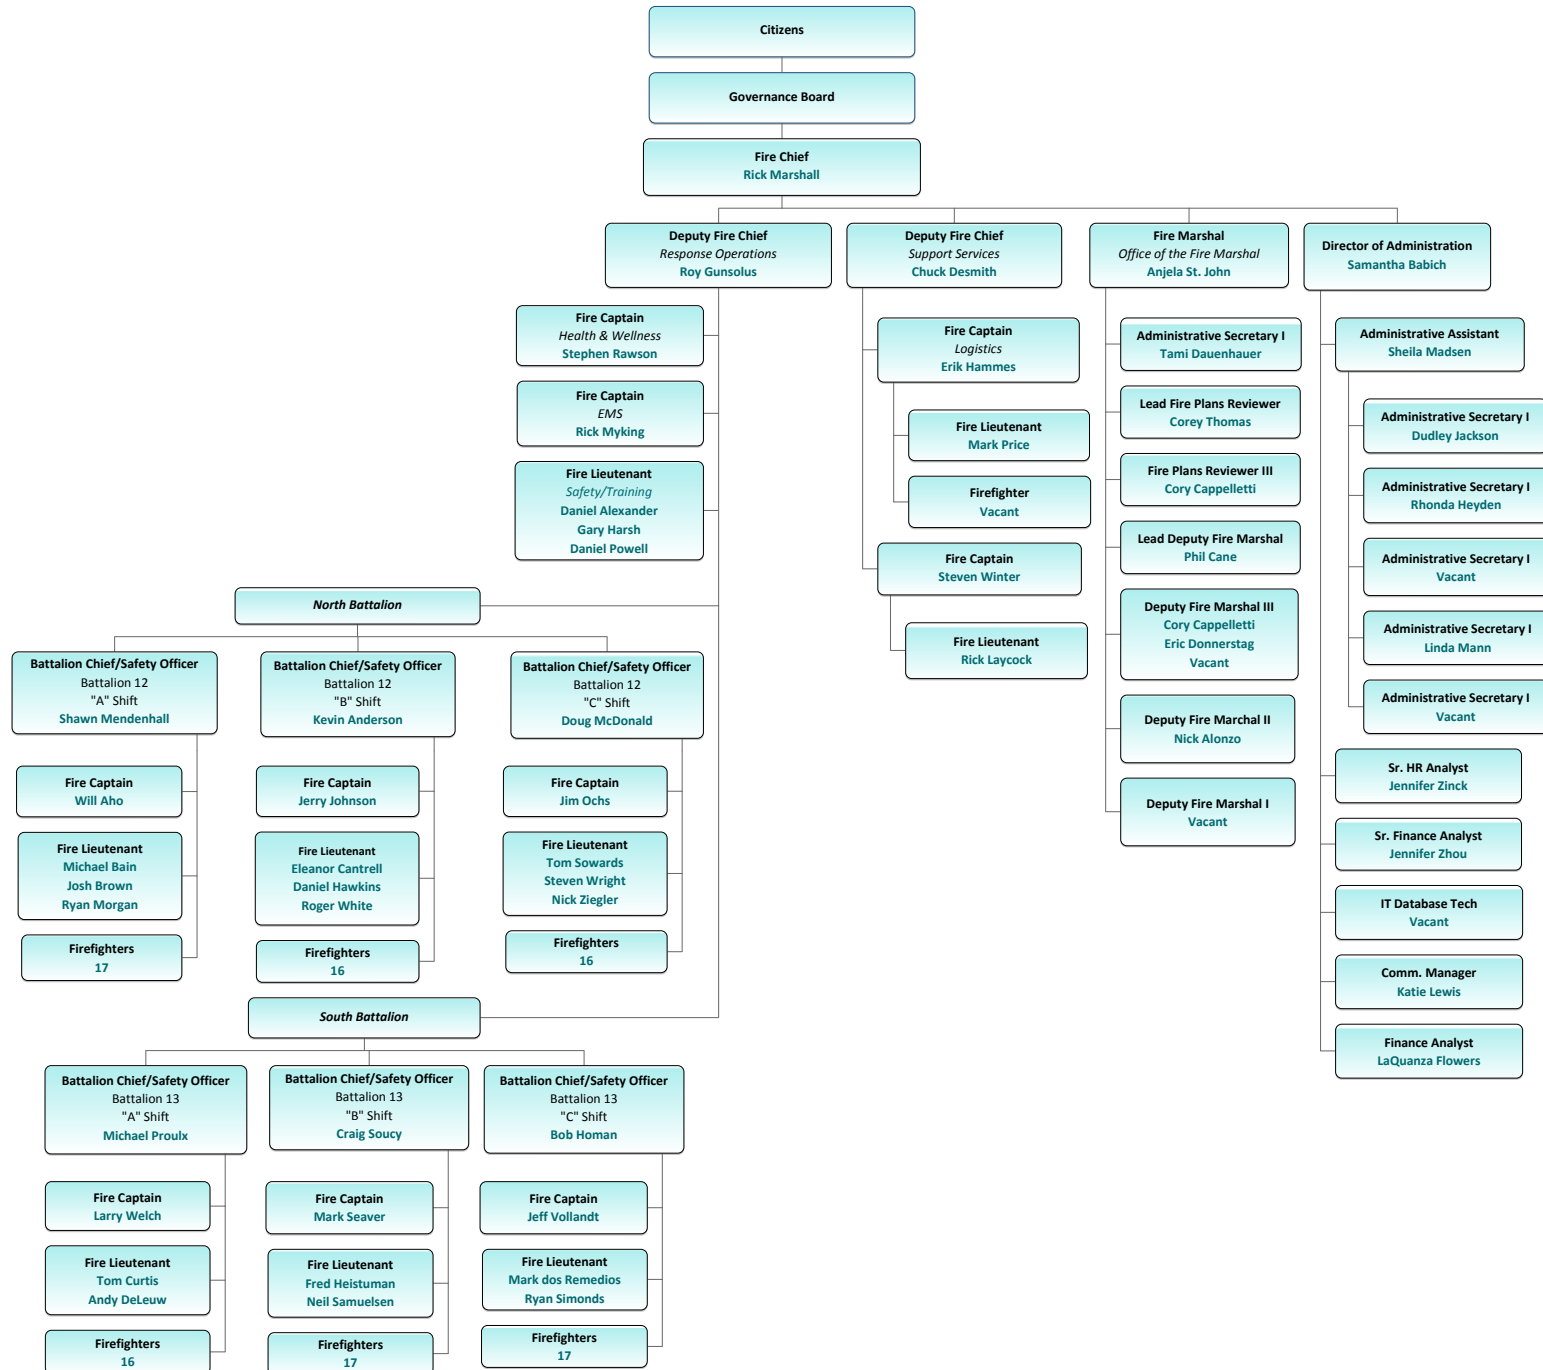 Citizens
Governance Board
Fire Chief
Rick Marshall
Deputy Fire Chief
Response Operations
Roy Gunsolus
Deputy Fire Chief
Support Services
Chuck Desmith
Fire Marshal
Office of the Fire Marshal
Anjela St. John
Director of Administration
Samantha Babich
Fire Captain
Health & Wellness
Stephen Rawson
Fire Captain
EMS
Rick Myking
Fire Lieutenant
Safety/Training
Daniel Alexander
Gary Harsh
Daniel Powell
North Battalion
Battalion Chief/Safety Officer
Battalion 12
"A" Shift
Shawn Mendenhall
Fire Captain
Will Aho
Fire Lieutenant
Michael Bain
Josh Brown
Ryan Morgan
Firefighters
17
Battalion Chief/Safety Officer
Battalion 12
"B" Shift
Kevin Anderson
Fire Captain
Jerry Johnson
Fire Lieutenant
Eleanor Cantrell
Daniel Hawkins
Roger White
Firefighters
16
Battalion Chief/Safety Officer
Battalion 12
"C" Shift
Doug McDonald
Fire Captain
Jim Ochs
Fire Lieutenant
Tom Sowards
Steven Wright
Nick Ziegler
Firefighters
16
South Battalion
Battalion Chief/Safety Officer
Battalion 13
"A" Shift
Michael Proulx
Fire Captain
Larry Welch
Fire Lieutenant
Tom Curtis
Andy DeLeuw
Firefighters
16
Battalion Chief/Safety Officer
Battalion 13
"B" Shift
Craig Soucy
Fire Captain
Mark Seaver
Fire Lieutenant
Fred Heistuman
Neil Samuelsen
Firefighters
17
Battalion Chief/Safety Officer
Battalion 13
"C" Shift
Bob Homan
Fire Captain
Jeff Vollandt
Fire Lieutenant
Mark dos Remedios
Ryan Simonds
Firefighters
17
Fire Captain
Logistics
Erik Hammes
Fire Lieutenant
Mark Price
Firefighter
Vacant
Fire Captain
Steven Winter
Fire Lieutenant
Rick Laycock
Administrative Secretary I
Tami Dauenhauer
Lead Fire Plans Reviewer
Corey Thomas
Fire Plans Reviewer III
Cory Cappelletti
Lead Deputy Fire Marshal
Phil Cane
Deputy Fire Marshal III
Cory Cappelletti
Eric Donnerstag
Vacant
Deputy Fire Marchal II
Nick Alonzo
Deputy Fire Marshal I
Vacant
Administrative Assistant
Sheila Madsen
Administrative Secretary I
Dudley Jackson
Administrative Secretary I
Rhonda Heyden
Administrative Secretary I
Vacant
Administrative Secretary I
Linda Mann
Administrative Secretary I
Vacant
Sr. HR Analyst
Jennifer Zinck
Sr. Finance Analyst
Jennifer Zhou
IT Database Tech
Vacant
Comm. Manager
Katie Lewis
Finance Analyst
LaQuanza Flowers